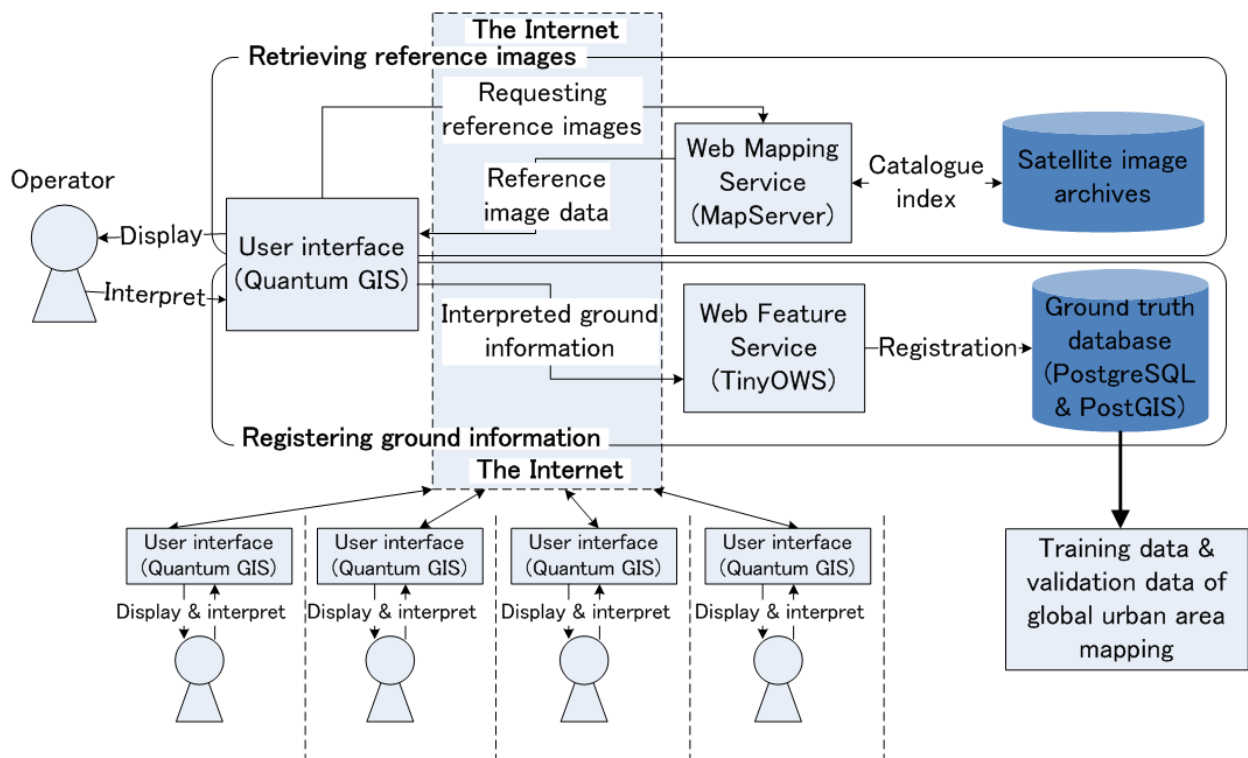 The Internet
Retrieving reference images
Requesting
reference images
Web Mapping
Service
(MapServer)
Catalogue
index
Satellite image
archives
Operator
Reference
image data
Display
User interface
(Quantum GIS)
Interpret
Interpreted ground
information
Web Feature
Service
(TinyOWS)
Registration
Ground truth
database
(PostgreSQL
& PostGIS)
Registering ground information
The Internet
User interface
(Quantum GIS)
Display & interpret
User interface
(Quantum GIS)
Display & interpret
User interface
(Quantum GIS)
Display & interpret
User interface
(Quantum GIS)
Display & interpret
Training data &
validation data of
global urban area
mapping